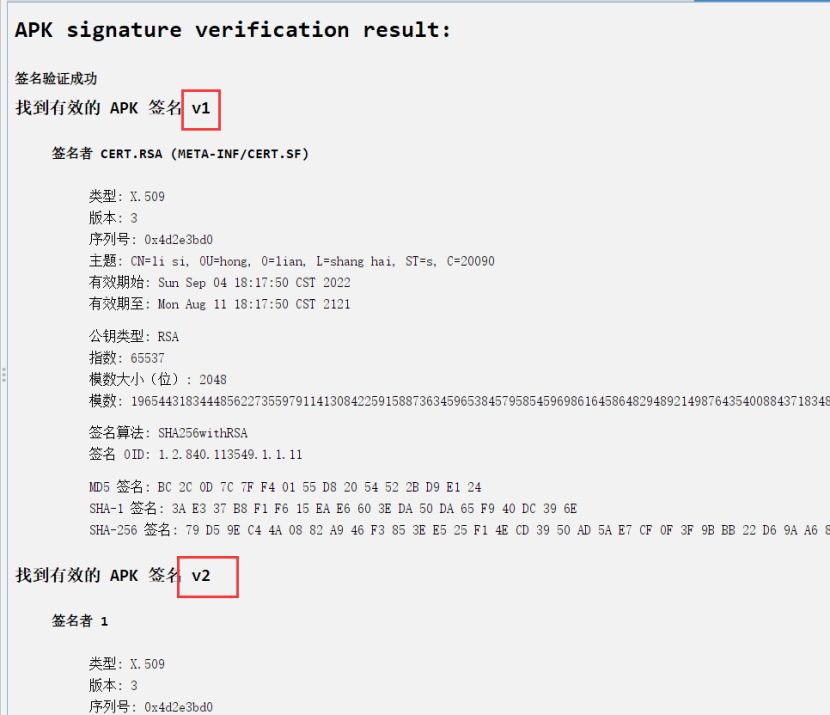 APK signature verification result:
签名验证成功
找到有效的 APK 签名 v1
签名者 CERT.RSA (META-INF/CERT.SF)
类型: X.509
版本: 3
序列号: 0x4d2e3bd0
主题: CN=li si, OU=hong, O=lian, L=shang hai, ST=s, C=20090
有效期始: Sun Sep 04 18:17:50 CST 2022
有效期至: Mon Aug 11 18:17:50 CST 2121
公钥类型: RSA
指数: 65537
模数大小（位）: 2048
模数: 196544318344485622735597911413084225915887363459653845795854596986164586482948921498764354008843718348
签名算法: SHA256withRSA
签名 OID: 1.2.840.113549.1.1.11
MD5 签名: BC 2C 0D 7C 7F F4 01 55 D8 20 54 52 2B D9 E1 24
SHA-1 签名: 3A E3 37 B8 F1 F6 15 EA E6 60 3E DA 50 DA 65 F9 40 DC 39 6E
SHA-256 签名: 79 D5 9E C4 4A 08 82 A9 46 F3 85 3E E5 25 F1 4E CD 39 50 AD 5A E7 CF 0F 3F 9B BB 22 D6 9A A6 8
找到有效的 APK 签名 v2
签名者 1
类型: X.509
版本: 3
序列号: 0x4d2e3bd0